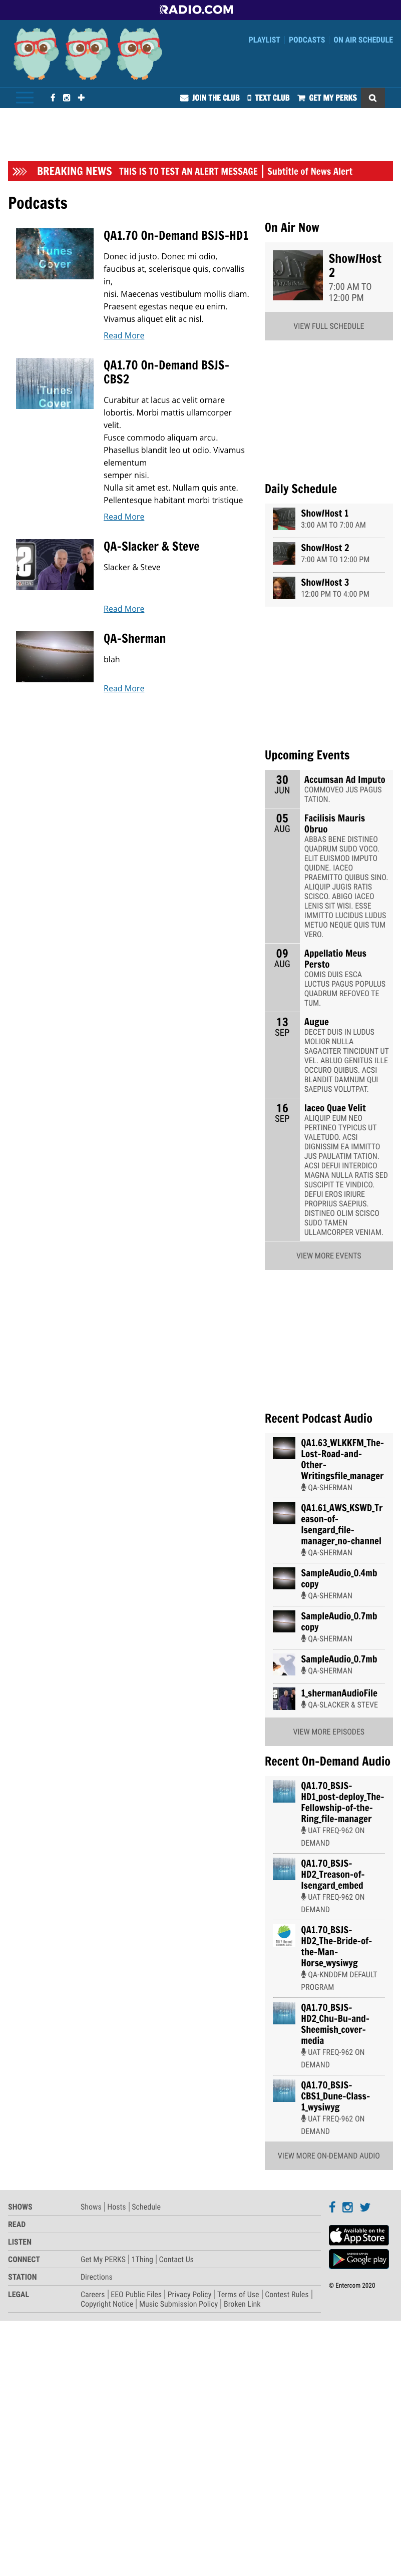 RADIO.COM
PLAYLIST
PODCASTS
ON AIR SCHEDULE
JOIN THE CLUB
TEXT CLUB
GET MY PERKS
BREAKING NEWS THIS IS TO TEST AN ALERT MESSAGE | Subtitle of News Alert
Podcasts
iTunes
Cover
QA1.70 On-Demand BSJS-HD1
Donec id justo. Donec mi odio,
faucibus at, scelerisque quis, convallis
in,
nisi. Maecenas vestibulum mollis diam.
Praesent egestas neque eu enim.
Vivamus aliquet elit ac nisl.
Read More
iTunes
Cover
QA1.70 On-Demand BSJS-
CBS2
Curabitur at lacus ac velit ornare
lobortis. Morbi mattis ullamcorper
velit.
Fusce commodo aliquam arcu.
Phasellus blandit leo ut odio. Vivamus
elementum
semper nisi.
Nulla sit amet est. Nullam quis ante.
Pellentesque habitant morbi tristique
Read More
QA-Slacker & Steve
Slacker & Steve
Read More
QA-Sherman
blah
Read More
On Air Now
Show/Host
2
7:00 AM TO
12:00 PM
VIEW FULL SCHEDULE
Daily Schedule
Show/Host 1
3:00 AM TO 7:00 AM
Show/Host 2
7:00 AM TO 12:00 PM
Show/Host 3
12:00 PM TO 4:00 PM
Upcoming Events
30
JUN
Accumsan Ad Imputo
COMMOVEO JUS PAGUS
TATION.
05
AUG
Facilisis Mauris
Obruo
ABBAS BENE DISTINEO
QUADRUM SUDO VOCO.
ELIT EUISMOD IMPUTO
QUIDNE. IACEO
PRAEMITTO QUIBUS SINO.
ALIQUIP JUGIS RATIS
SCISCO. ABIGO IACEO
LENIS SIT WISI. ESSE
IMMITTO LUCIDUS LUDUS
METUO NEQUE QUIS TUM
VERO.
09
AUG
Appellatio Meus
Persto
COMIS DUIS ESCA
LUCTUS PAGUS POPULUS
QUADRUM REFOVEO TE
TUM.
13
SEP
Augue
DECET DUIS IN LUDUS
MOLIOR NULLA
SAGACITER TINCIDUNT UT
VEL. ABLUO GENITUS ILLE
OCCURO QUIBUS. ACSI
BLANDIT DAMNUM QUI
SAEPIUS VOLUTPAT.
16
SEP
Iaceo Quae Velit
ALIQUIP EUM NEO
PERTINEO TYPICUS UT
VALETUDO. ACSI
DIGNISSIM EA IMMITTO
JUS PAULATIM TATION.
ACSI DEFUI INTERDICO
MAGNA NULLA RATIS SED
SUSCIPIT TE VINDICO.
DEFUI EROS IRIURE
PROPRIUS SAEPIUS.
DISTINEO OLIM SCISCO
SUDO TAMEN
ULLAMCORPER VENIAM.
VIEW MORE EVENTS
Recent Podcast Audio
QA1.63_WLKKFM_The-
Lost-Road-and-
Other-
Writingsfile_manager
QA-SHERMAN
QA1.61_AWS_KSWD_Tr
eason-of-
Isengard_file-
manager_no-channel
QA-SHERMAN
SampleAudio_0.4mb
copy
QA-SHERMAN
SampleAudio_0.7mb
copy
QA-SHERMAN
SampleAudio_0.7mb
QA-SHERMAN
1_shermanAudioFile
QA-SLACKER & STEVE
VIEW MORE EPISODES
Recent On-Demand Audio
QA1.70_BSJS-
HD1_post-deploy_The-
Fellowship-of-the-
Ring_file-manager
UAT FREQ-962 ON
DEMAND
QA1.70_BSJS-
HD2_Treason-of-
Isengard_embed
UAT FREQ-962 ON
DEMAND
QA1.70_BSJS-
HD2_The-Bride-of-
the-Man-
Horse_wysiwyg
QA-KNDDFM DEFAULT
PROGRAM
QA1.70_BSJS-
HD2_Chu-Bu-and-
Sheemish_cover-
media
UAT FREQ-962 ON
DEMAND
QA1.70_BSJS-
CBS1_Dune-Class-
1_wysiwyg
UAT FREQ-962 ON
DEMAND
VIEW MORE ON-DEMAND AUDIO
SHOWS
Shows | Hosts | Schedule
READ
LISTEN
CONNECT
Get My PERKS | 1Thing | Contact Us
STATION
Directions
LEGAL
Careers | EEO Public Files | Privacy Policy | Terms of Use | Contest Rules |
Copyright Notice | Music Submission Policy | Broken Link
Available on the
App Store
ANDROID APP ON
Google play
© Entercom 2020